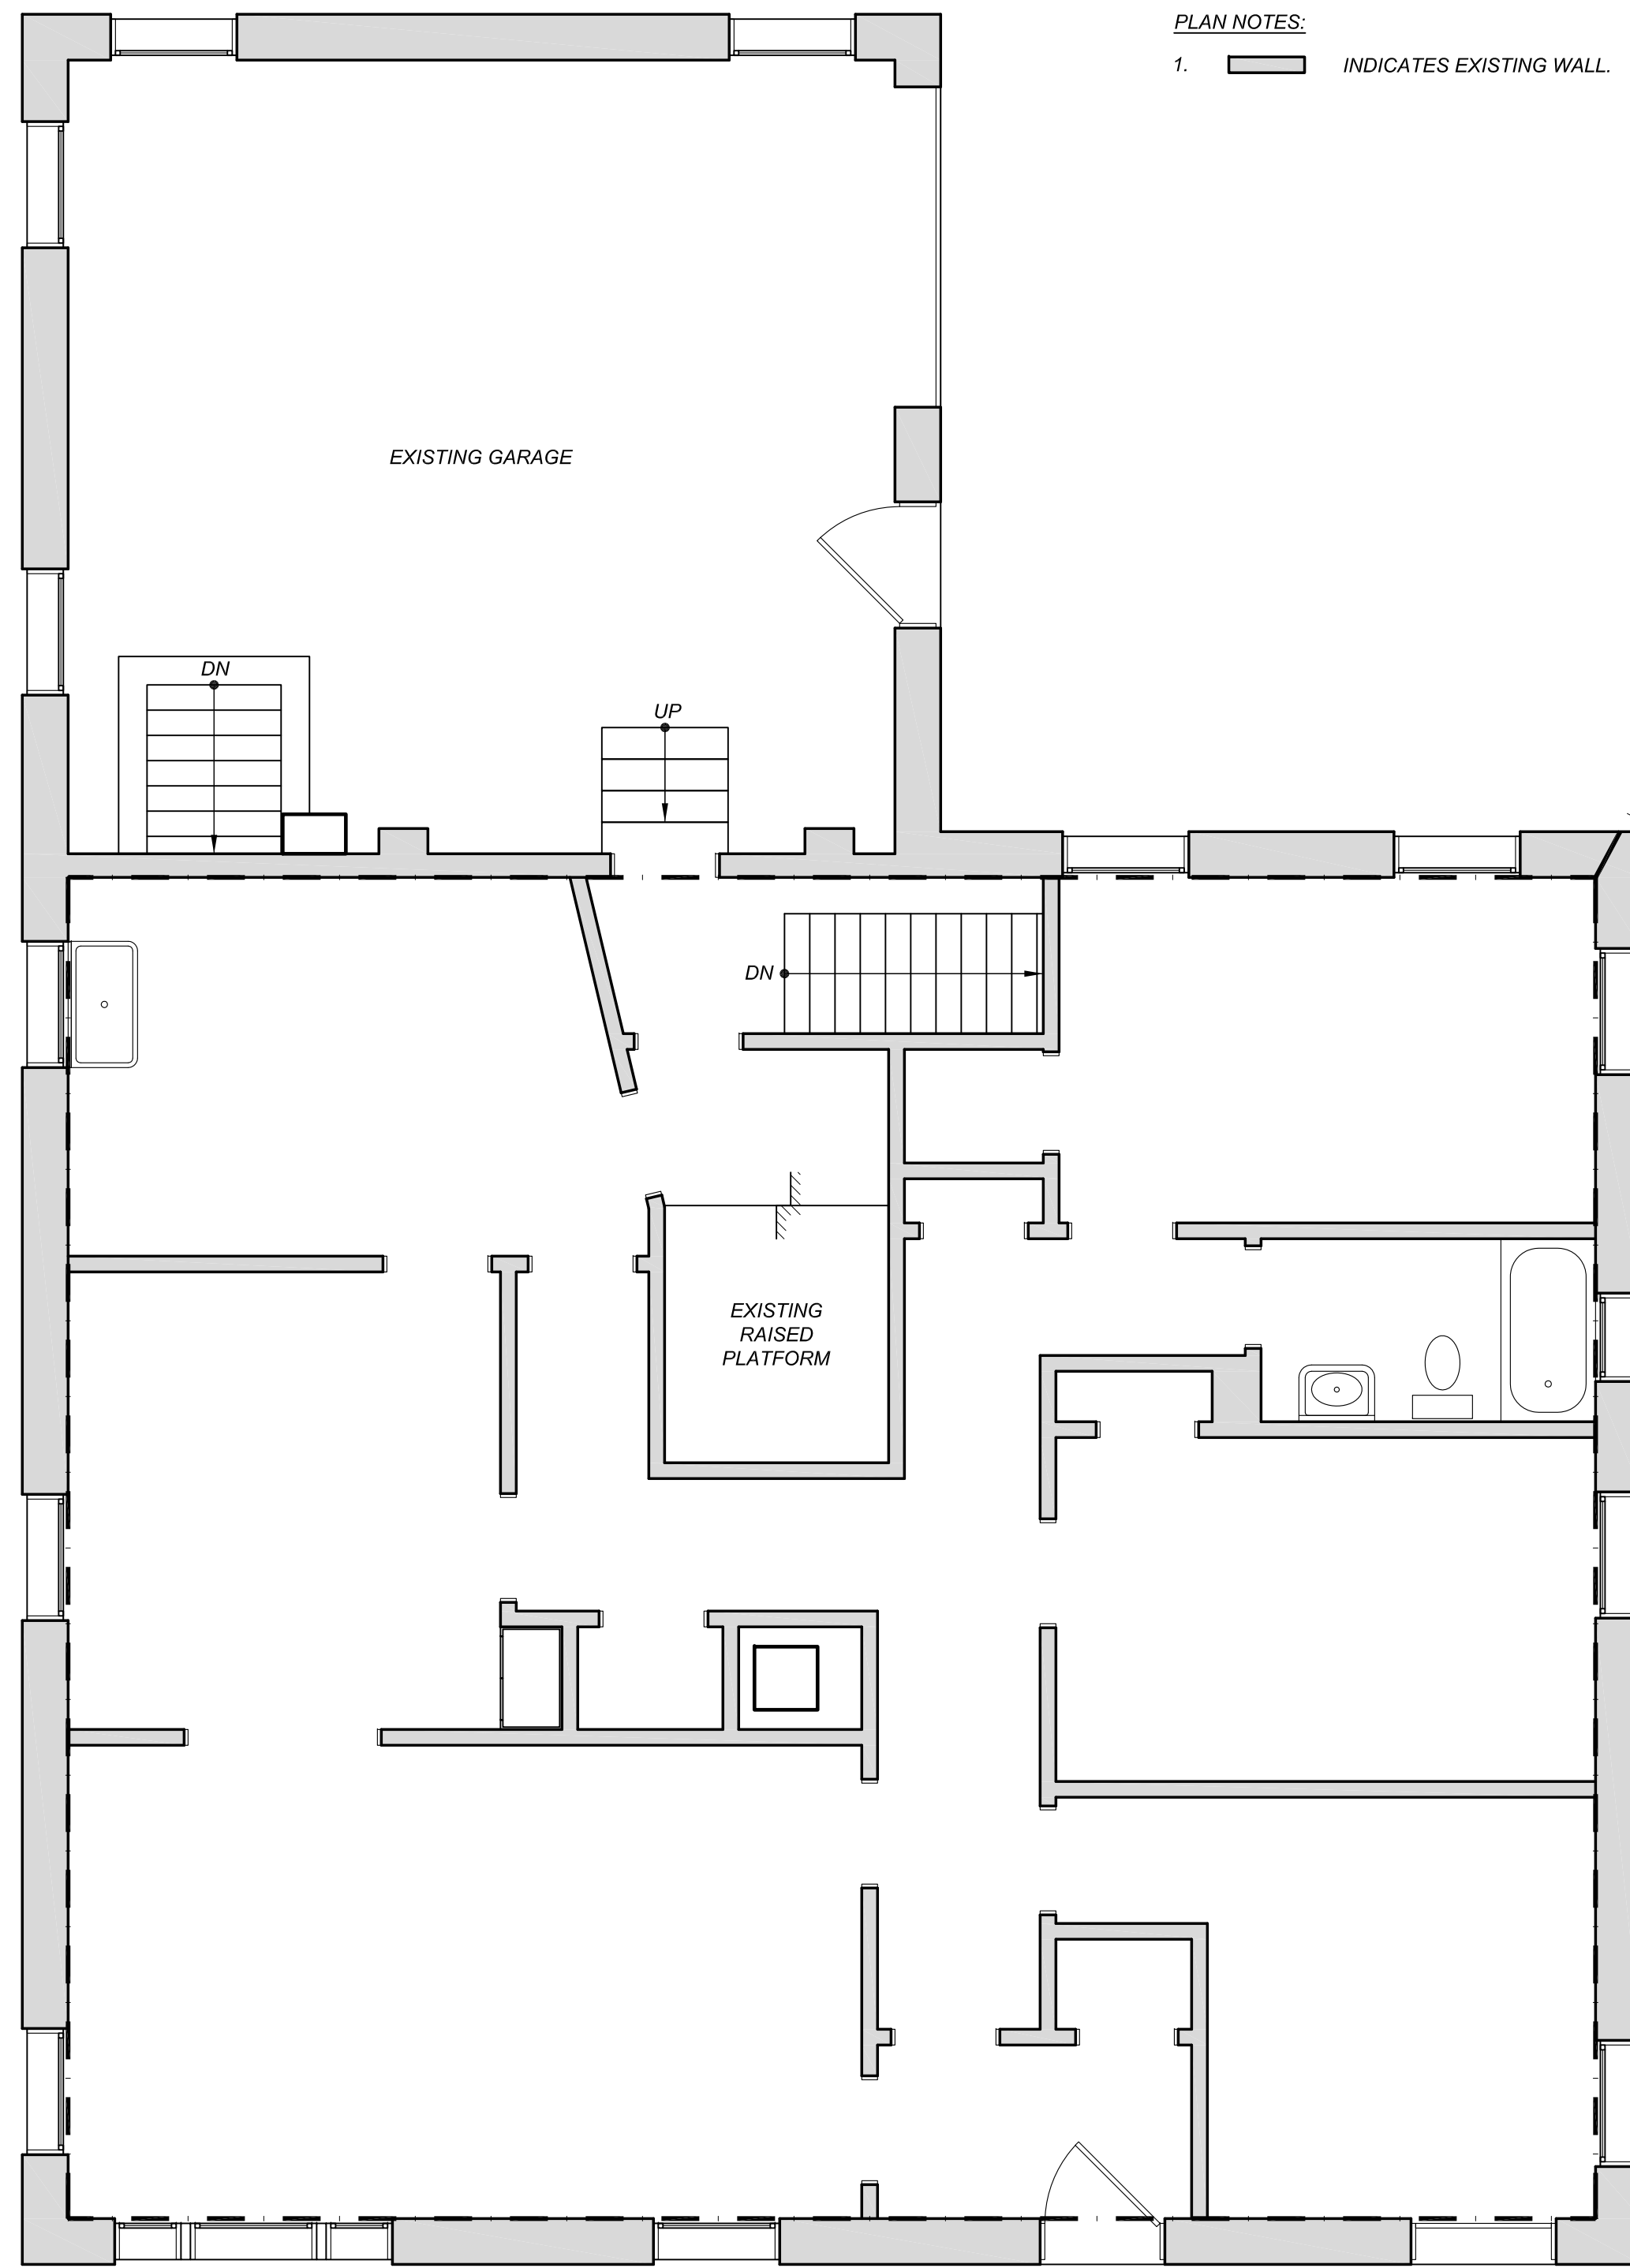 PLAN NOTES:
1. INDICATES EXISTING WALL.
EXISTING GARAGE
DN
UP
DN
EXISTING
RAISED
PLATFORM